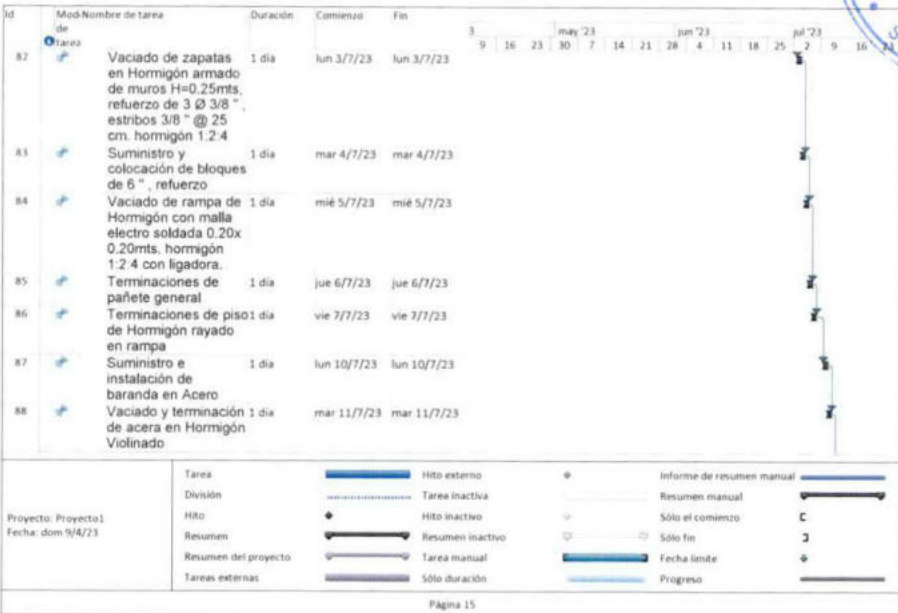 Id
Mod Nombre de tarea
de
tarea
Duración
Comienzo
Fin
3
may '23
jun '23
jul '23
9 16 23 30 7 14 21 28 4 11 18 25 2 9 16 23
82 Vaciado de zapatas 1 día lun 3/7/23 lun 3/7/23
en Hormigón armado
de muros H=0.25mts,
refuerzo de 3 Ø 3/8 " ,
estribos 3/8 " @ 25
cm. hormigón 1:2:4
83 Suministro y 1 día mar 4/7/23 mar 4/7/23
colocación de bloques
de 6 " , refuerzo
84 Vaciado de rampa de 1 día mié 5/7/23 mié 5/7/23
Hormigón con malla
electro soldada 0.20x
0.20mts. hormigón
1:2:4 con ligadora.
85 Terminaciones de 1 día jue 6/7/23 jue 6/7/23
pañete general
86 Terminaciones de piso 1 día vie 7/7/23 vie 7/7/23
de Hormigón rayado
en rampa
87 Suministro e 1 día lun 10/7/23 lun 10/7/23
instalación de
baranda en Acero
88 Vaciado y terminación 1 día mar 11/7/23 mar 11/7/23
de acera en Hormigón
Violinado
Proyecto: Proyecto1
Fecha: dom 9/4/23
Tarea
División
Hito
Resumen
Resumen del proyecto
Tareas externas
Hito externo
Tarea inactiva
Hito inactivo
Resumen inactivo
Tarea manual
Sólo duración
Informe de resumen manual
Resumen manual
Sólo el comienzo
Sólo fin
Fecha límite
Progreso
Página 15